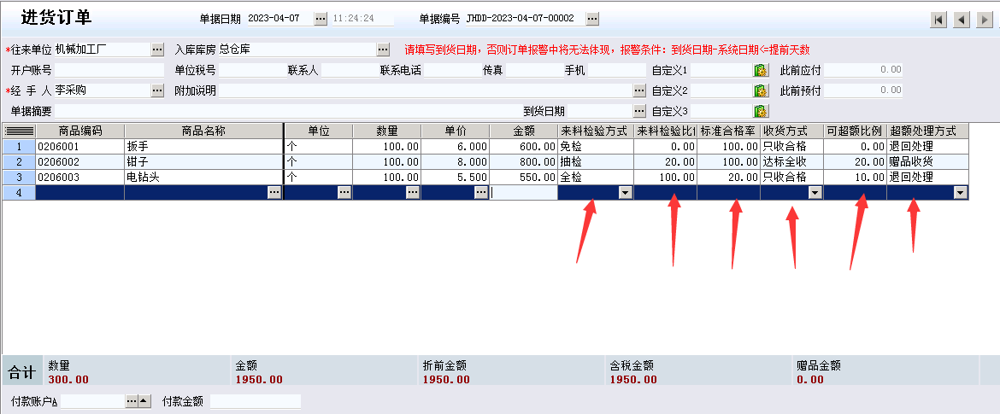 进货订单 单据日期 2023-04-07 11:24:24 单据编号 JHDD-2023-04-07-00002
*往来单位 机械加工厂 入库库房 总仓库 请填写到货日期，否则订单报警中将无法体现，报警条件：到货日期-系统日期<=提前天数
开户账号 单位税号 联系人 联系电话 传真 手机 自定义1 此前应付 0.00
*经 手 人 李采购 附加说明 自定义2 此前预付 0.00
单据摘要 到货日期 自定义3
商品编码 商品名称 单位 数量 单价 金额 来料检验方式 来料检验比 标准合格率 收货方式 可超额比例 超额处理方式
1 0206001 扳手 个 100.00 6.000 600.00 免检 0.00 100.00 只收合格 0.00 退回处理
2 0206002 钳子 个 100.00 8.000 800.00 抽检 20.00 100.00 达标全收 20.00 赠品收货
3 0206003 电钻头 个 100.00 5.500 550.00 全检 100.00 20.00 只收合格 10.00 退回处理
4
合计 数量 金额 折前金额 含税金额 赠品金额
300.00 1950.00 1950.00 1950.00 0.00
付款账户A 付款金额